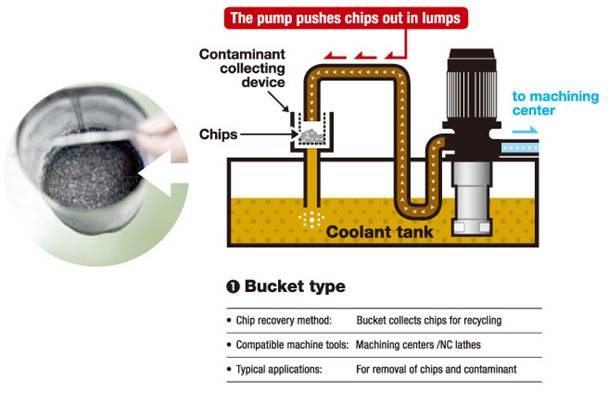 The pump pushes chips out in lumps
Contaminant
collecting
device
to machining
center
Chips
Coolant tank
❶ Bucket type
• Chip recovery method: Bucket collects chips for recycling
• Compatible machine tools: Machining centers /NC lathes
• Typical applications: For removal of chips and contaminant